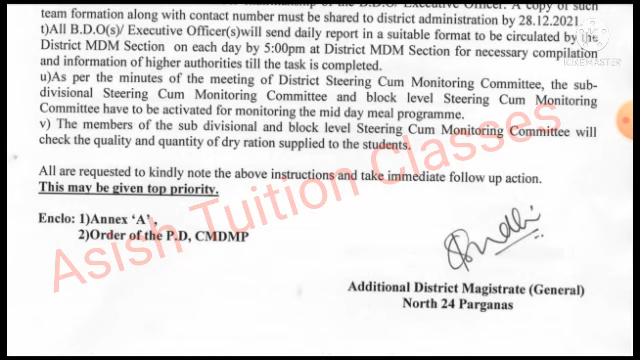 of the B.D.O/ Executive Officer. A copy of such
team formation along with contact number must be shared to district administration by 28.12.2021.
t)All B.D.O(s)/ Executive Officer(s)will send daily report in a suitable format to be circulated by the
District MDM Section on each day by 5:00pm at District MDM Section for necessary compilation
and information of higher authorities till the task is completed.
u)As per the minutes of the meeting of District Steering Cum Monitoring Committee, the sub-
divisional Steering Cum Monitoring Committee and block level Steering Cum Monitoring
Committee have to be activated for monitoring the mid day meal programme.
v) The members of the sub divisional and block level Steering Cum Monitoring Committee will
check the quality and quantity of dry ration supplied to the students.
All are requested to kindly note the above instructions and take immediate follow up action.
This may be given top priority.
Enclo: 1)Annex ‘A’ ,
2)Order of the P.D, CMDMP
Additional District Magistrate (General)
North 24 Parganas
Asish Tuition Classes
KINEMASTER